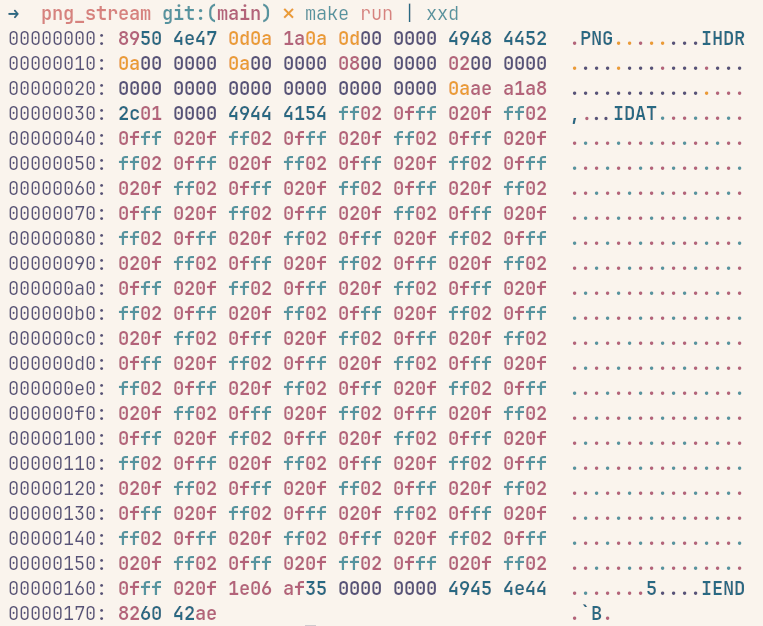 →  png_stream git:(main) × make run | xxd
00000000: 8950 4e47 0d0a 1a0a 0d00 0000 4948 4452  .PNG........IHDR
00000010: 0a00 0000 0a00 0000 0800 0000 0200 0000  ................
00000020: 0000 0000 0000 0000 0000 0000 0aae a1a8  ................
00000030: 2c01 0000 4944 4154 ff02 0fff 020f ff02  ,...IDAT........
00000040: 0fff 020f ff02 0fff 020f ff02 0fff 020f  ................
00000050: ff02 0fff 020f ff02 0fff 020f ff02 0fff  ................
00000060: 020f ff02 0fff 020f ff02 0fff 020f ff02  ................
00000070: 0fff 020f ff02 0fff 020f ff02 0fff 020f  ................
00000080: ff02 0fff 020f ff02 0fff 020f ff02 0fff  ................
00000090: 020f ff02 0fff 020f ff02 0fff 020f ff02  ................
000000a0: 0fff 020f ff02 0fff 020f ff02 0fff 020f  ................
000000b0: ff02 0fff 020f ff02 0fff 020f ff02 0fff  ................
000000c0: 020f ff02 0fff 020f ff02 0fff 020f ff02  ................
000000d0: 0fff 020f ff02 0fff 020f ff02 0fff 020f  ................
000000e0: ff02 0fff 020f ff02 0fff 020f ff02 0fff  ................
000000f0: 020f ff02 0fff 020f ff02 0fff 020f ff02  ................
00000100: 0fff 020f ff02 0fff 020f ff02 0fff 020f  ................
00000110: ff02 0fff 020f ff02 0fff 020f ff02 0fff  ................
00000120: 020f ff02 0fff 020f ff02 0fff 020f ff02  ................
00000130: 0fff 020f ff02 0fff 020f ff02 0fff 020f  ................
00000140: ff02 0fff 020f ff02 0fff 020f ff02 0fff  ................
00000150: 020f ff02 0fff 020f ff02 0fff 020f ff02  ................
00000160: 0fff 020f 1e06 af35 0000 0000 4945 4e44  .......5....IEND
00000170: 8260 42ae                                .`B.